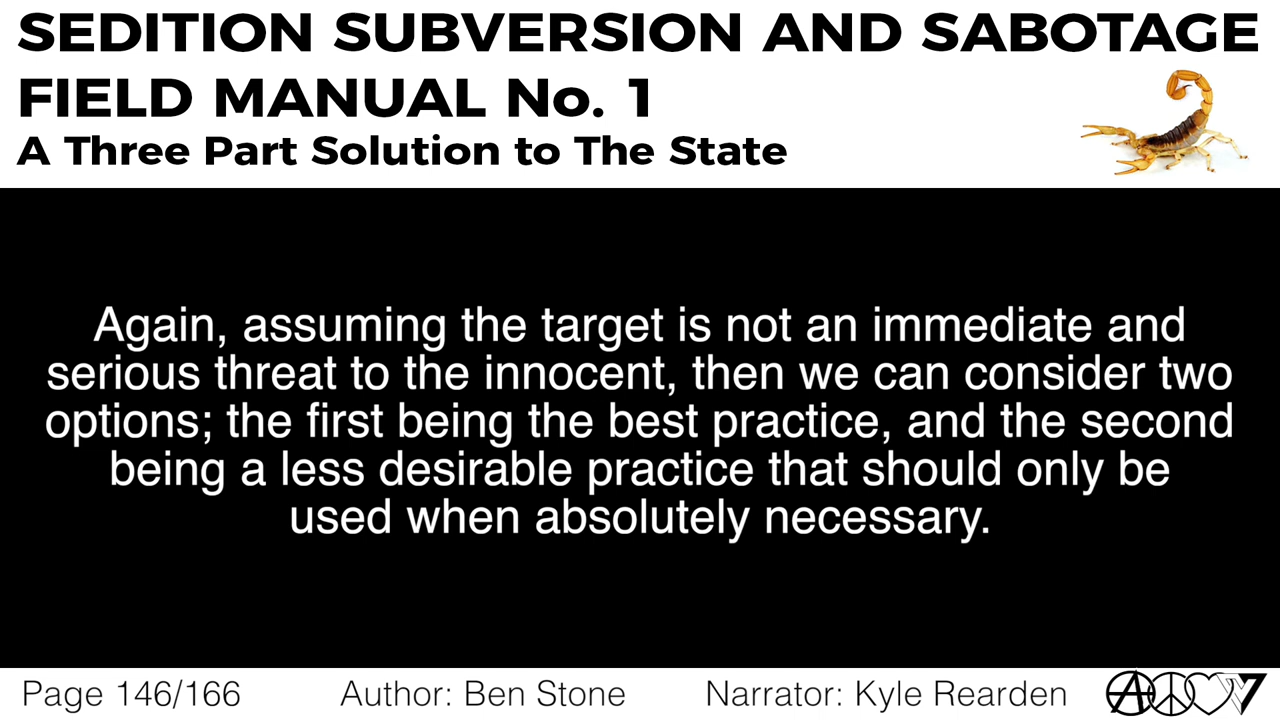 SEDITION SUBVERSION AND SABOTAGE
FIELD MANUAL No. 1
A Three Part Solution to The State
Again, assuming the target is not an immediate and
serious threat to the innocent, then we can consider two
options; the first being the best practice, and the second
being a less desirable practice that should only be
used when absolutely necessary.
Page 146/166 Author: Ben Stone Narrator: Kyle Rearden